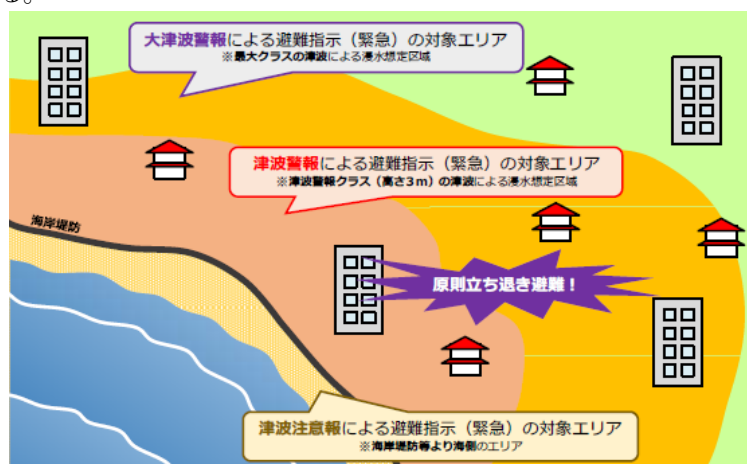 る。
大津波警報による避難指示（緊急）の対象エリア
※最大クラスの津波による浸水想定区域
津波警報による避難指示（緊急）の対象エリア
※津波警報クラス（高さ３ｍ）の津波による浸水想定区域
海岸堤防
原則立ち退き避難！
津波注意報による避難指示（緊急）の対象エリア
※海岸堤防等より海側のエリア